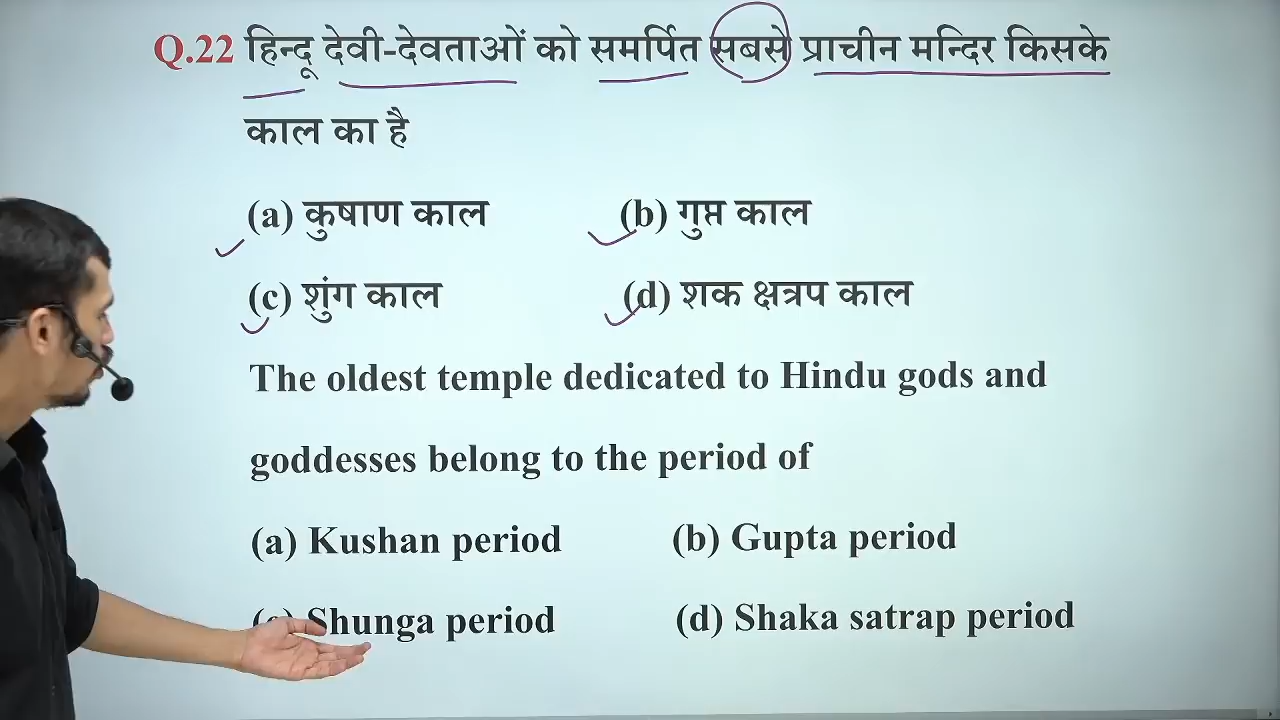 Q.22 हिन्दू देवी-देवताओं को समर्पित सबसे प्राचीन मन्दिर किसके
काल का है
(a) कुषाण काल (b) गुप्त काल
(c) शुंग काल (d) शक क्षत्रप काल
The oldest temple dedicated to Hindu gods and
goddesses belong to the period of
(a) Kushan period (b) Gupta period
(c) Shunga period (d) Shaka satrap period